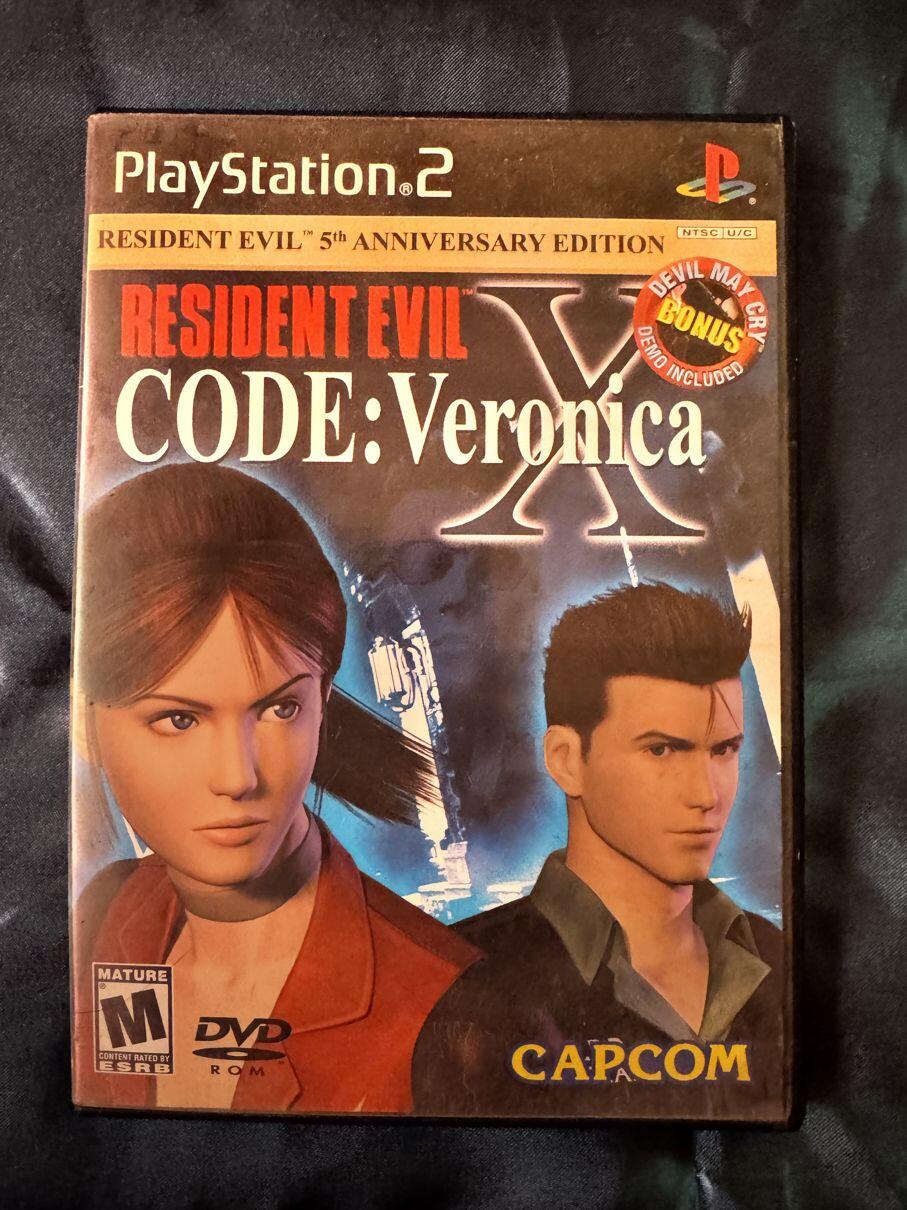 PlayStation®2
NTSC U/C
RESIDENT EVIL™ 5th ANNIVERSARY EDITION
DEVIL MAY CRY™
BONUS
DEMO INCLUDED
RESIDENT EVIL™
X
CODE: Veronica
MATURE
M
®
CONTENT RATED BY
ESRB
DVD
ROM™
CAPCOM